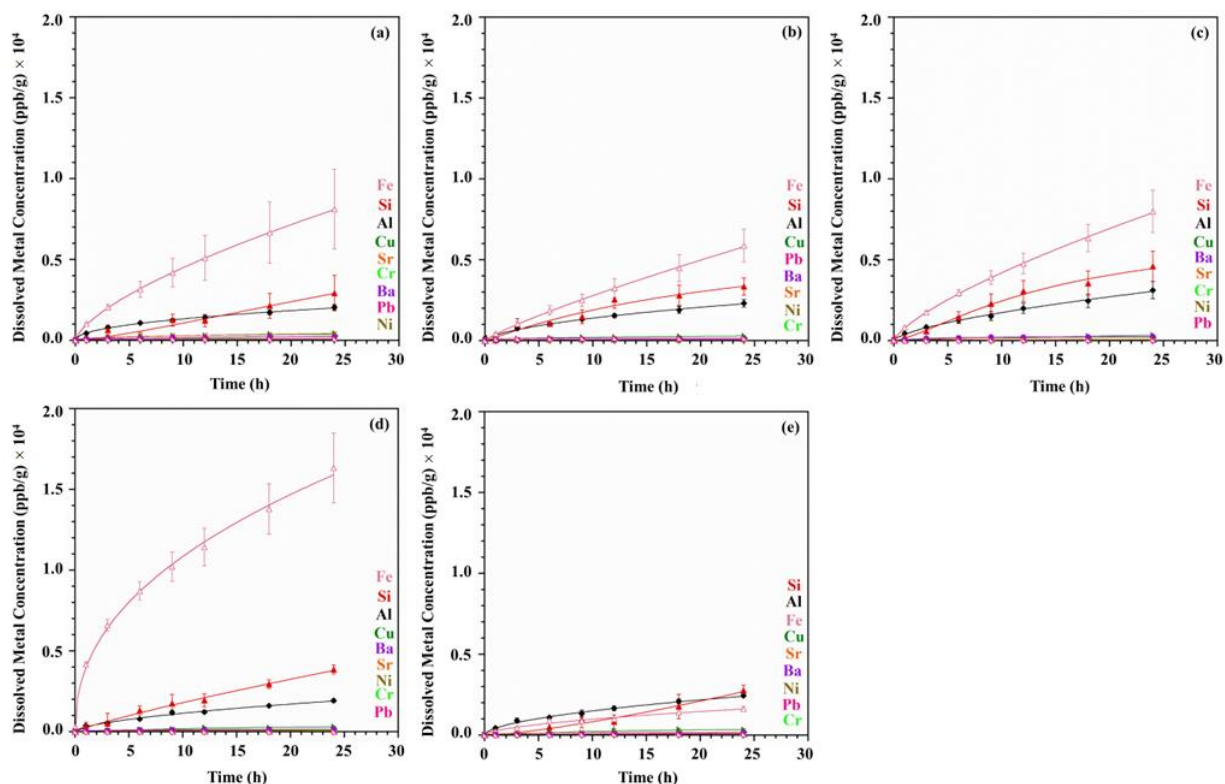 Dissolved Metal Concentration (ppb/g) × 10⁴
2.0
1.5
1.0
0.5
0.0
0 5 10 15 20 25 30
Time (h)
(a)
Fe
Si
Al
Cu
Sr
Cr
Ba
Pb
Ni
Dissolved Metal Concentration (ppb/g) × 10⁴
2.0
1.5
1.0
0.5
0.0
0 5 10 15 20 25 30
Time (h)
(b)
Fe
Si
Al
Cu
Pb
Ba
Sr
Ni
Cr
Dissolved Metal Concentration (ppb/g) × 10⁴
2.0
1.5
1.0
0.5
0.0
0 5 10 15 20 25 30
Time (h)
(c)
Fe
Si
Al
Cu
Ba
Sr
Cr
Ni
Pb
Dissolved Metal Concentration (ppb/g) × 10⁴
2.0
1.5
1.0
0.5
0.0
0 5 10 15 20 25 30
Time (h)
(d)
Fe
Si
Al
Cu
Ba
Sr
Ni
Cr
Pb
Dissolved Metal Concentration (ppb/g) × 10⁴
2.0
1.5
1.0
0.5
0.0
0 5 10 15 20 25 30
Time (h)
(e)
Si
Al
Fe
Cu
Sr
Ba
Ni
Pb
Cr